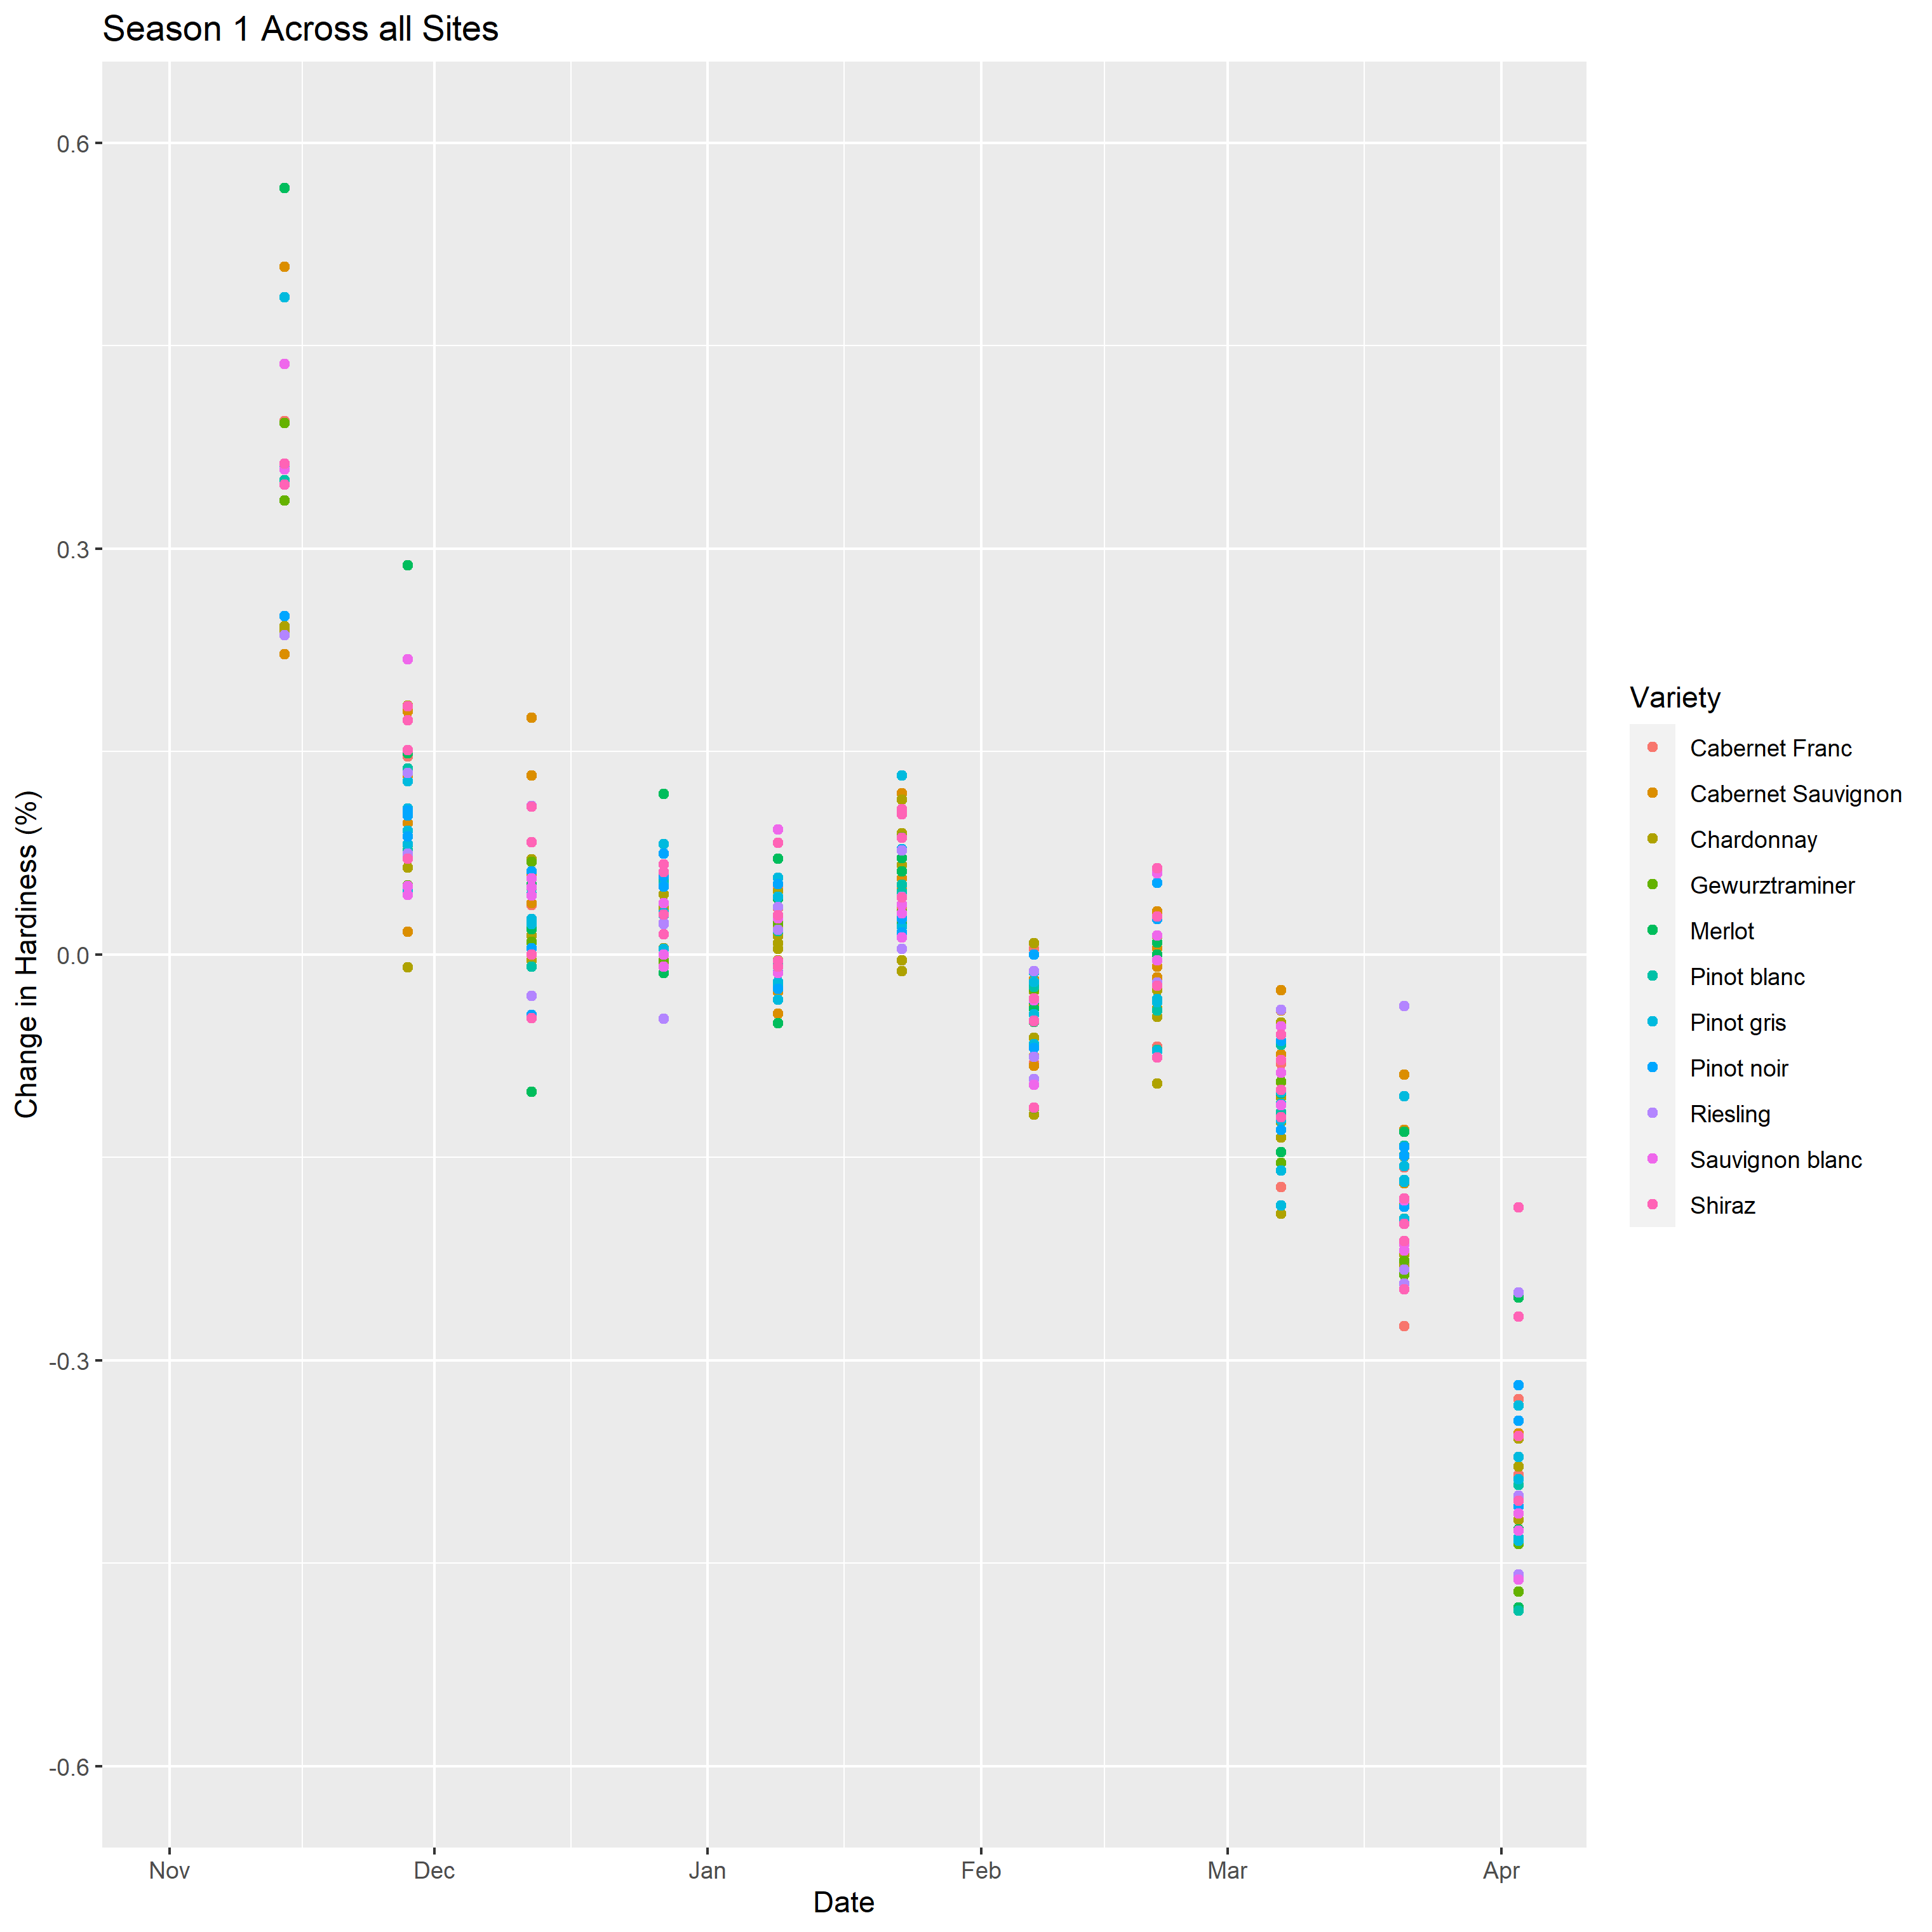 Season 1 Across all Sites
0.6
0.3
0.0
-0.3
-0.6
Change in Hardiness (%)
Nov Dec Jan Feb Mar Apr
Date
Variety
Cabernet Franc
Cabernet Sauvignon
Chardonnay
Gewurztraminer
Merlot
Pinot blanc
Pinot gris
Pinot noir
Riesling
Sauvignon blanc
Shiraz